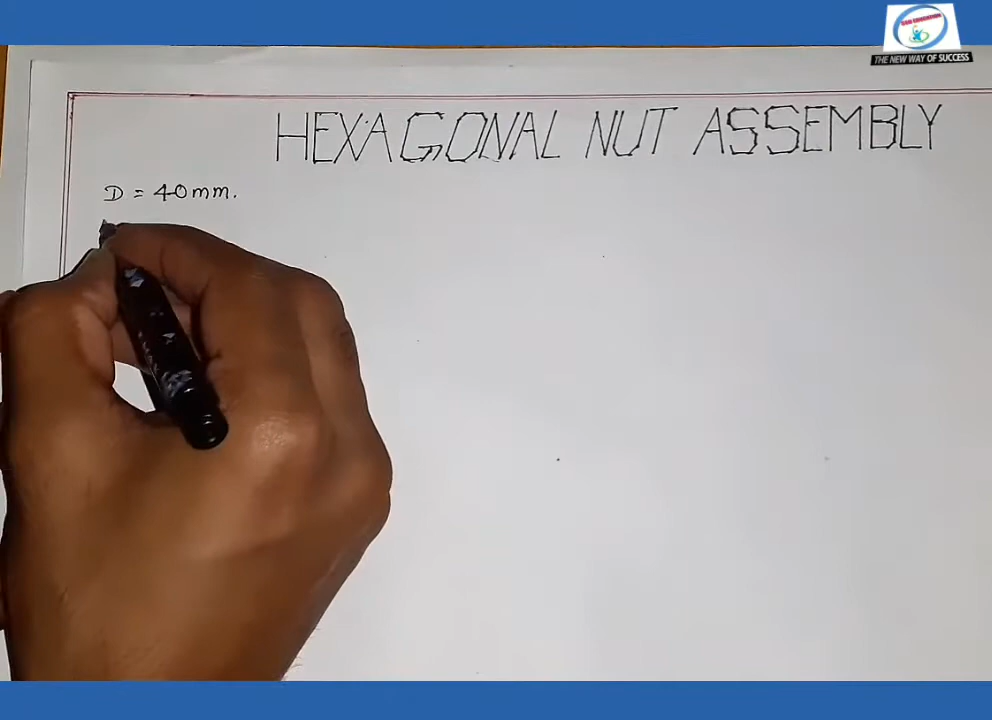 THE NEW WAY OF SUCCESS
HEXAGONAL NUT ASSEMBLY
D = 40mm.